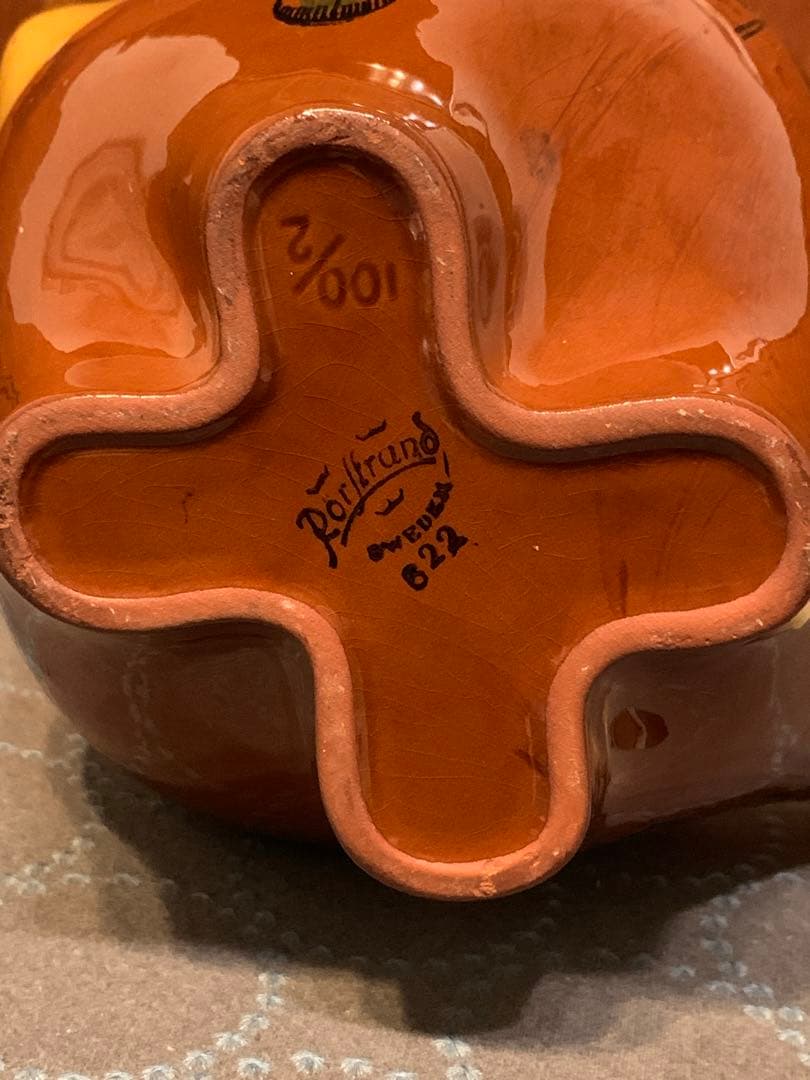 100/2
Rörstrand
SWEDEN
622